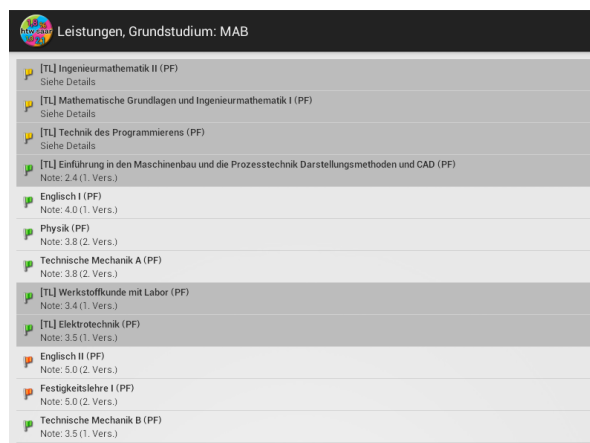 htw saar
Leistungen, Grundstudium: MAB
[TL] Ingenieurmathematik II (PF)
Siehe Details
[TL] Mathematische Grundlagen und Ingenieurmathematik I (PF)
Siehe Details
[TL] Technik des Programmierens (PF)
Siehe Details
[TL] Einführung in den Maschinenbau und die Prozesstechnik Darstellungsmethoden und CAD (PF)
Note: 2.4 (1. Vers.)
Englisch I (PF)
Note: 4.0 (1. Vers.)
Physik (PF)
Note: 3.8 (2. Vers.)
Technische Mechanik A (PF)
Note: 3.8 (2. Vers.)
[TL] Werkstoffkunde mit Labor (PF)
Note: 3.4 (1. Vers.)
[TL] Elektrotechnik (PF)
Note: 3.5 (1. Vers.)
Englisch II (PF)
Note: 5.0 (2. Vers.)
Festigkeitslehre I (PF)
Note: 5.0 (2. Vers.)
Technische Mechanik B (PF)
Note: 3.5 (1. Vers.)